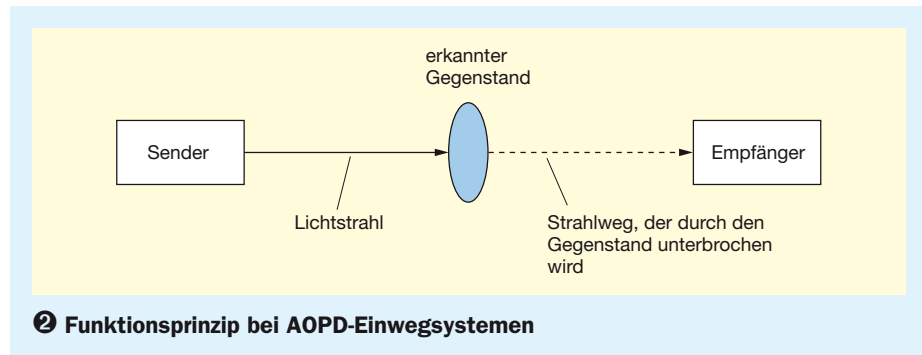 erkannter
Gegenstand
Sender
Empfänger
Lichtstrahl
Strahlweg, der durch den
Gegenstand unterbrochen
wird
❷ Funktionsprinzip bei AOPD-Einwegsystemen